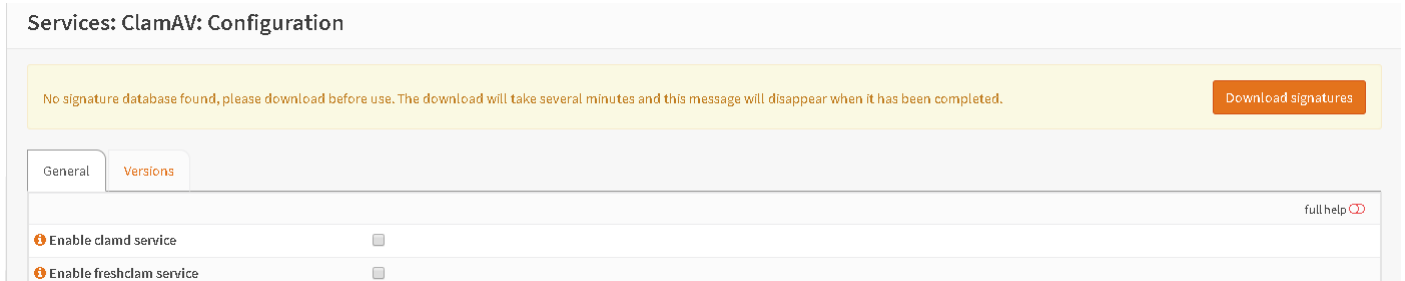 Services: ClamAV: Configuration
No signature database found, please download before use. The download will take several minutes and this message will disappear when it has been completed.
Download signatures
General
Versions
full help
Enable clamd service
Enable freshclam service